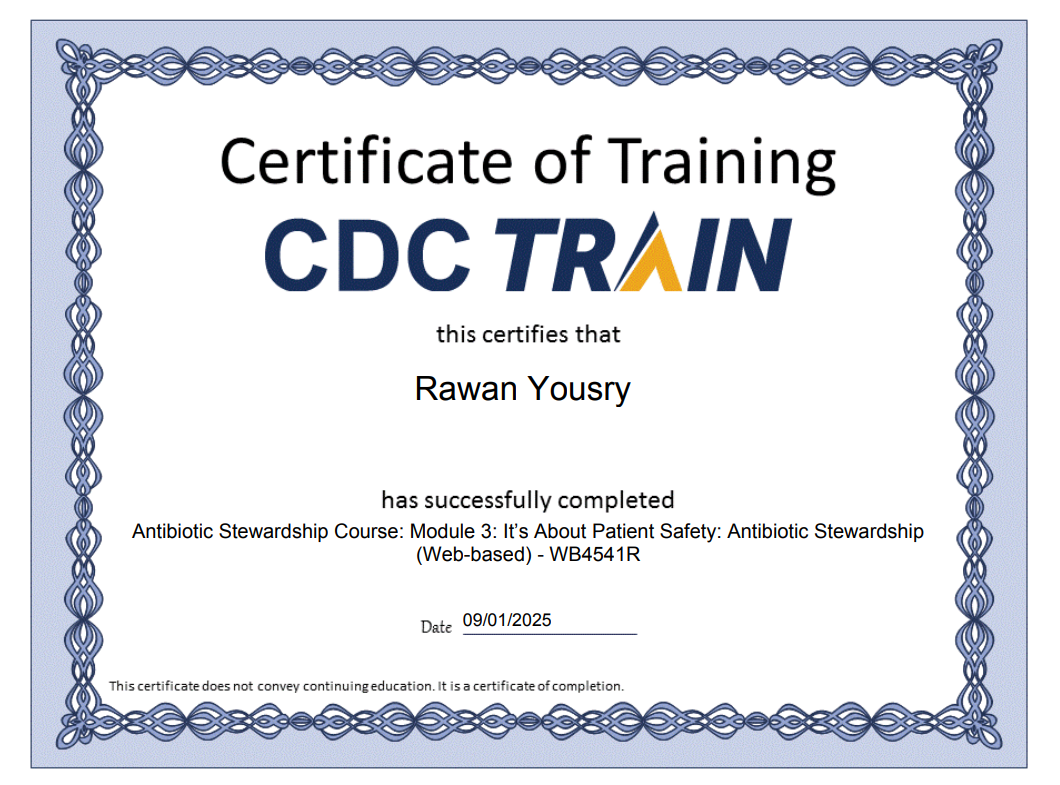 Certificate of Training
CDC TRAIN
this certifies that
Rawan Yousry
has successfully completed
Antibiotic Stewardship Course: Module 3: It’s About Patient Safety: Antibiotic Stewardship
(Web-based) - WB4541R
Date 09/01/2025
This certificate does not convey continuing education. It is a certificate of completion.